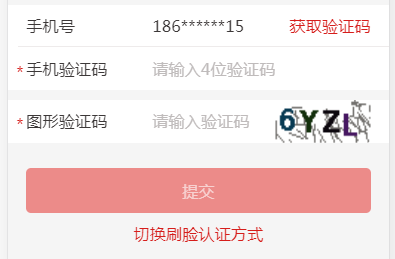 手机号 186******15 获取验证码
* 手机验证码 请输入4位验证码
* 图形验证码 请输入验证码 6YZL
提交
切换刷脸认证方式